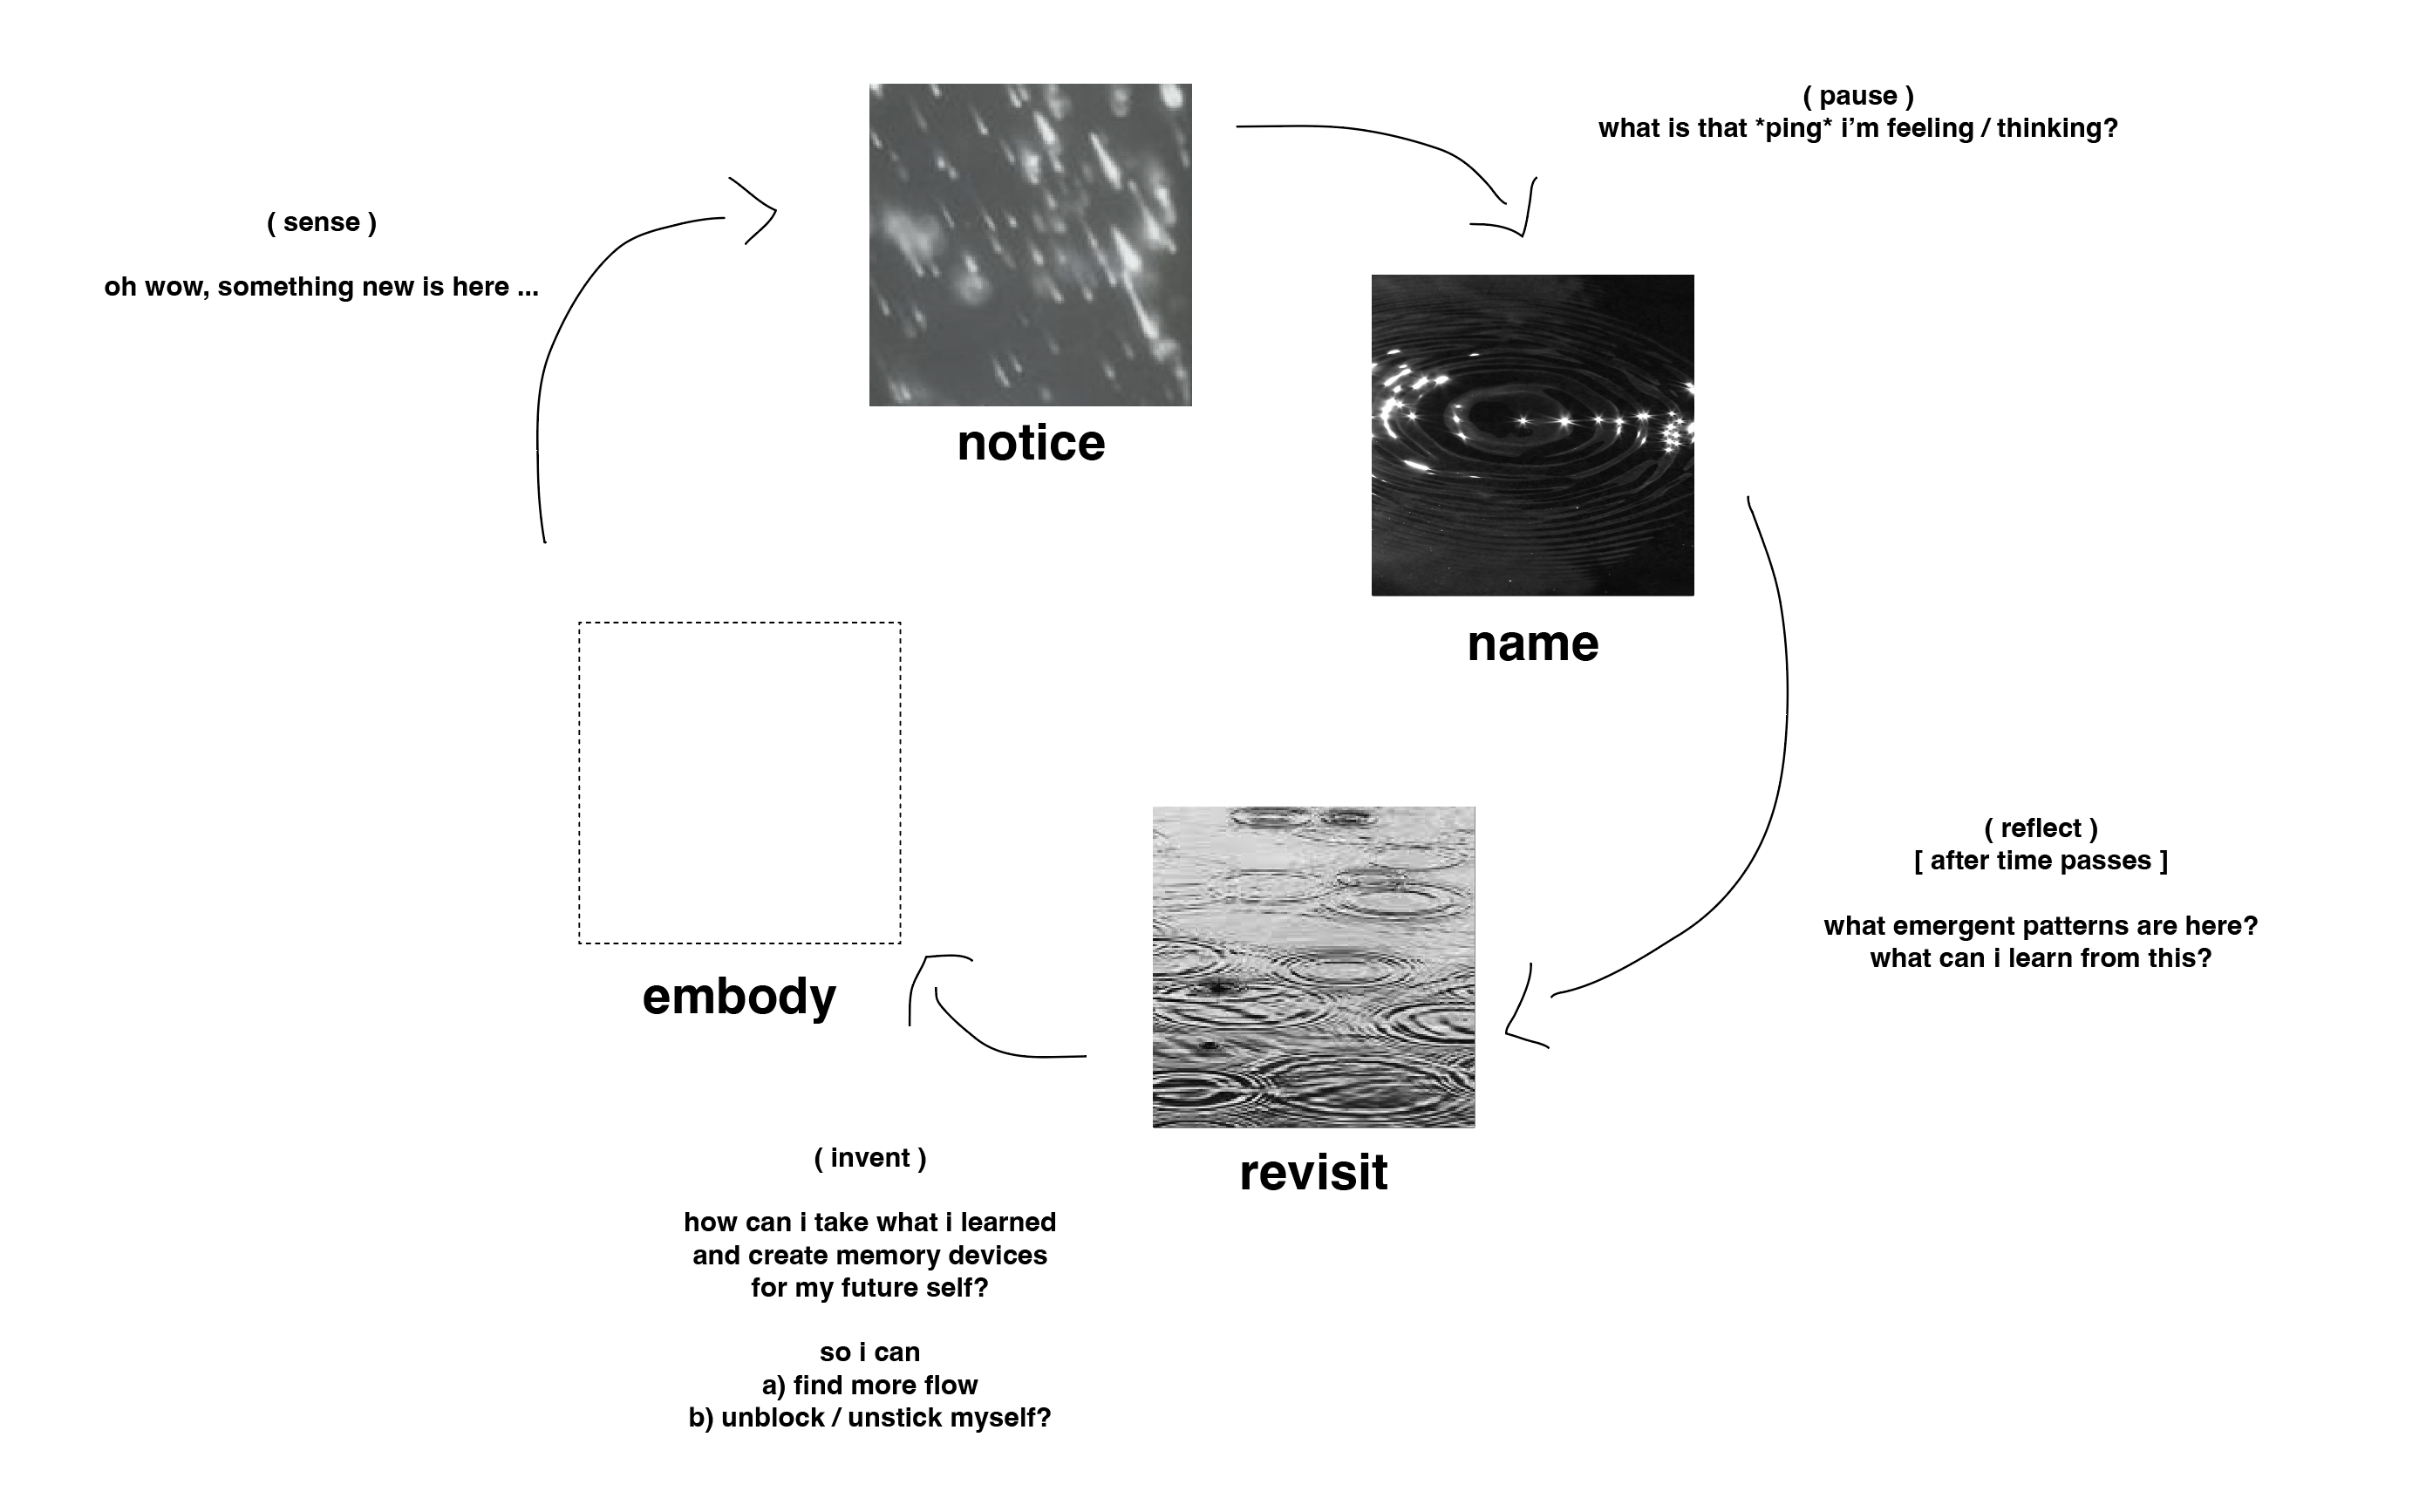 ( sense )
oh wow, something new is here ...
notice
( pause )
what is that *ping* i’m feeling / thinking?
name
( reflect )
[ after time passes ]
what emergent patterns are here?
what can i learn from this?
revisit
( invent )
how can i take what i learned
and create memory devices
for my future self?
so i can
a) find more flow
b) unblock / unstick myself?
embody